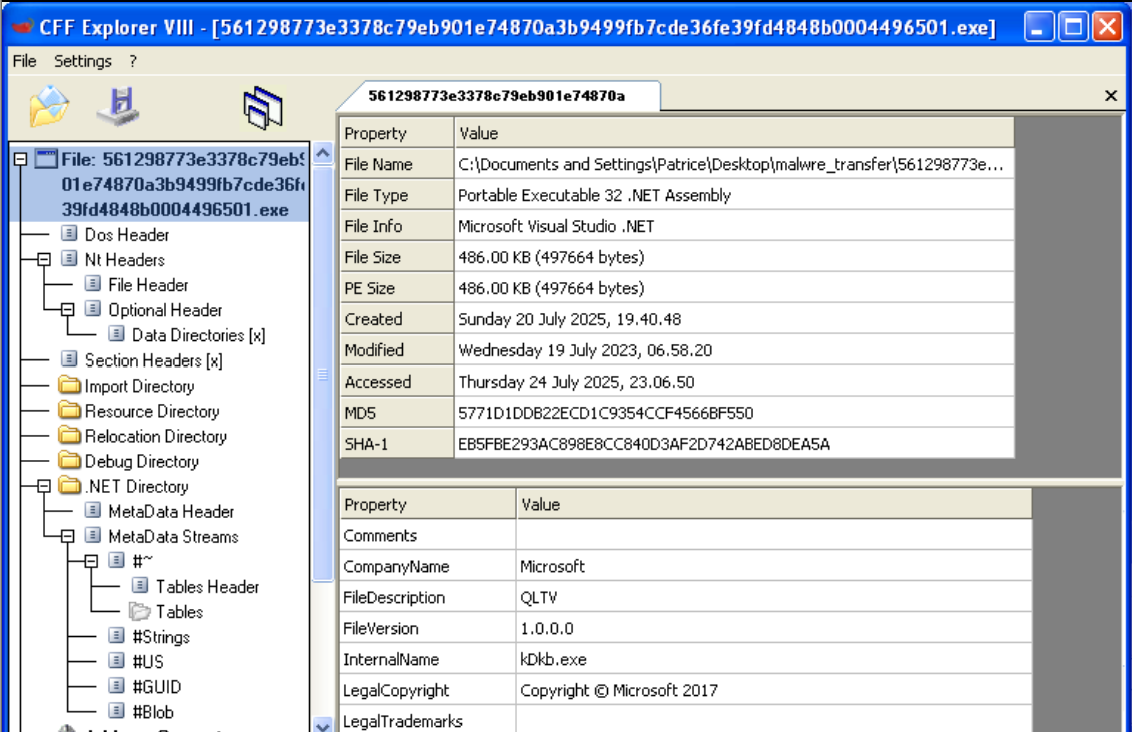 CFF Explorer VIII - [561298773e3378c79eb901e74870a3b9499fb7cde36fe39fd4848b0004496501.exe]
File Settings ?
561298773e3378c79eb901e74870a
File: 561298773e3378c79eb9
01e74870a3b9499fb7cde36f
39fd4848b0004496501.exe
Dos Header
Nt Headers
File Header
Optional Header
Data Directories [x]
Section Headers [x]
Import Directory
Resource Directory
Relocation Directory
Debug Directory
.NET Directory
MetaData Header
MetaData Streams
#~
Tables Header
Tables
#Strings
#US
#GUID
#Blob
Property Value
File Name C:\Documents and Settings\Patrice\Desktop\malwre_transfer\561298773e...
File Type Portable Executable 32 .NET Assembly
File Info Microsoft Visual Studio .NET
File Size 486.00 KB (497664 bytes)
PE Size 486.00 KB (497664 bytes)
Created Sunday 20 July 2025, 19.40.48
Modified Wednesday 19 July 2023, 06.58.20
Accessed Thursday 24 July 2025, 23.06.50
MD5 5771D1DDB22ECD1C9354CCF4566BF550
SHA-1 EB5FBE293AC898E8CC840D3AF2D742ABED8DEA5A
Property Value
Comments
CompanyName Microsoft
FileDescription QLTV
FileVersion 1.0.0.0
InternalName kDkb.exe
LegalCopyright Copyright © Microsoft 2017
LegalTrademarks